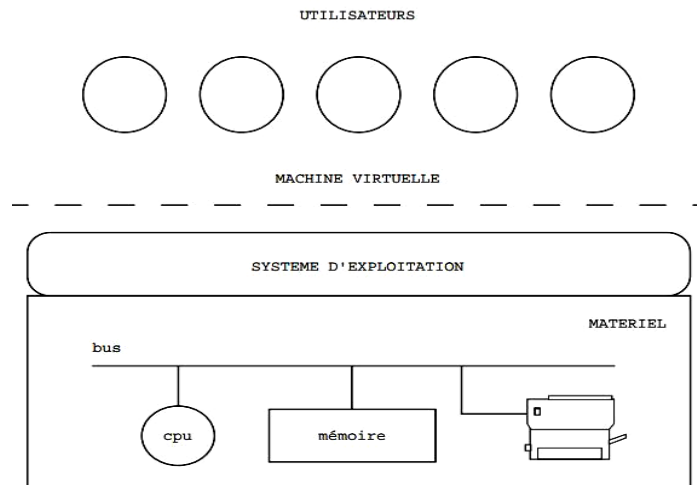 UTILISATEURS
MACHINE VIRTUELLE
SYSTEME D'EXPLOITATION
MATERIEL
bus
cpu
mémoire